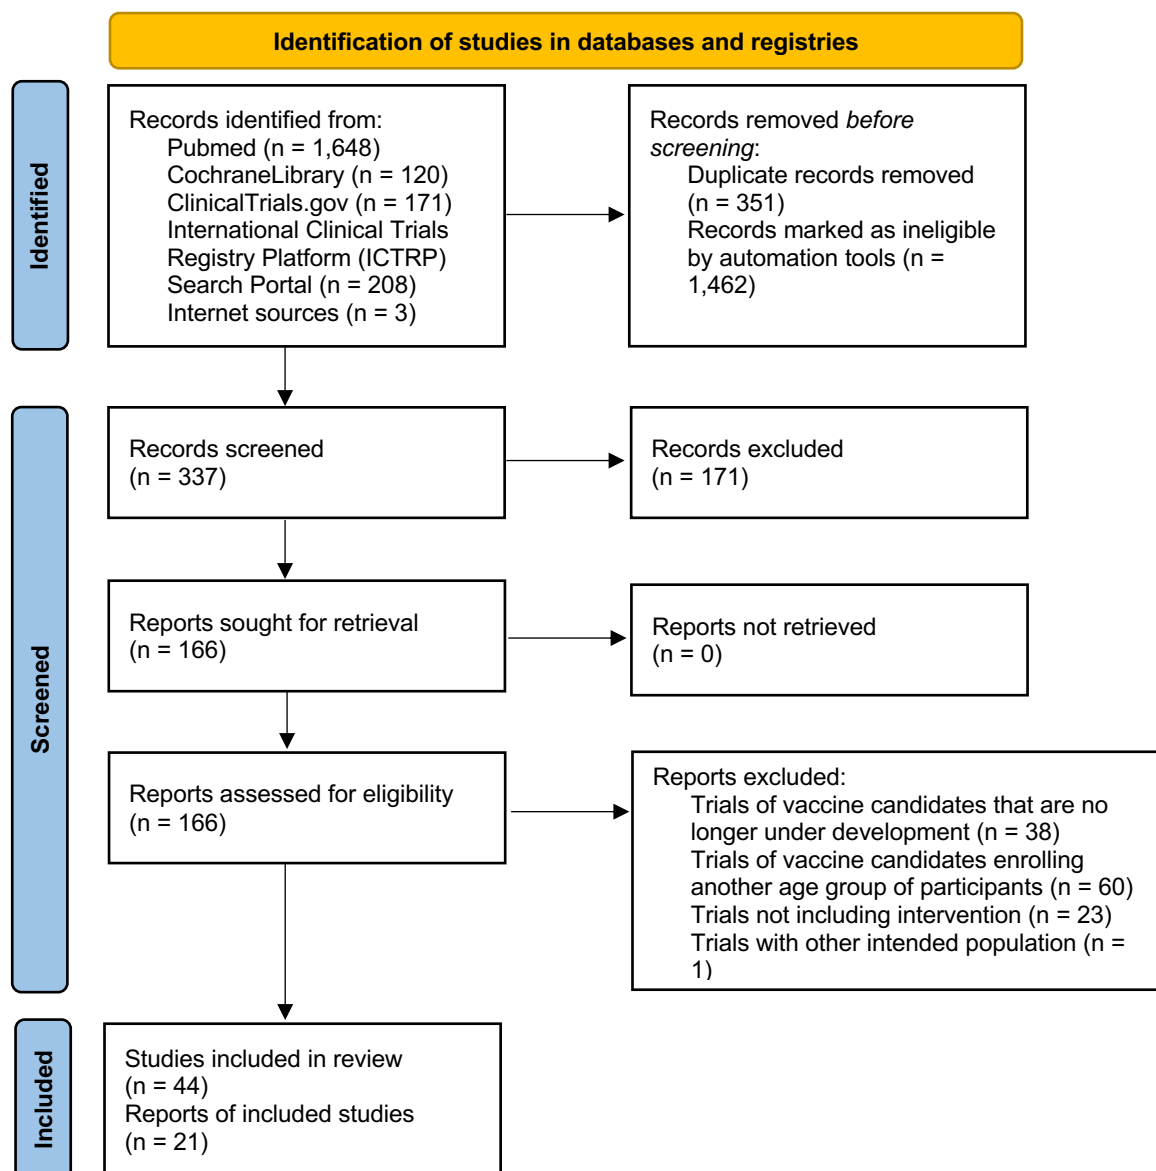 Identification of studies in databases and registries
Identified
Records identified from:
Pubmed (n = 1,648)
CochraneLibrary (n = 120)
ClinicalTrials.gov (n = 171)
International Clinical Trials
Registry Platform (ICTRP)
Search Portal (n = 208)
Internet sources (n = 3)
Records removed before
screening:
Duplicate records removed
(n = 351)
Records marked as ineligible
by automation tools (n =
1,462)
Screened
Records screened
(n = 337)
Records excluded
(n = 171)
Reports sought for retrieval
(n = 166)
Reports not retrieved
(n = 0)
Reports assessed for eligibility
(n = 166)
Reports excluded:
Trials of vaccine candidates that are no
longer under development (n = 38)
Trials of vaccine candidates enrolling
another age group of participants (n = 60)
Trials not including intervention (n = 23)
Trials with other intended population (n =
1)
Included
Studies included in review
(n = 44)
Reports of included studies
(n = 21)